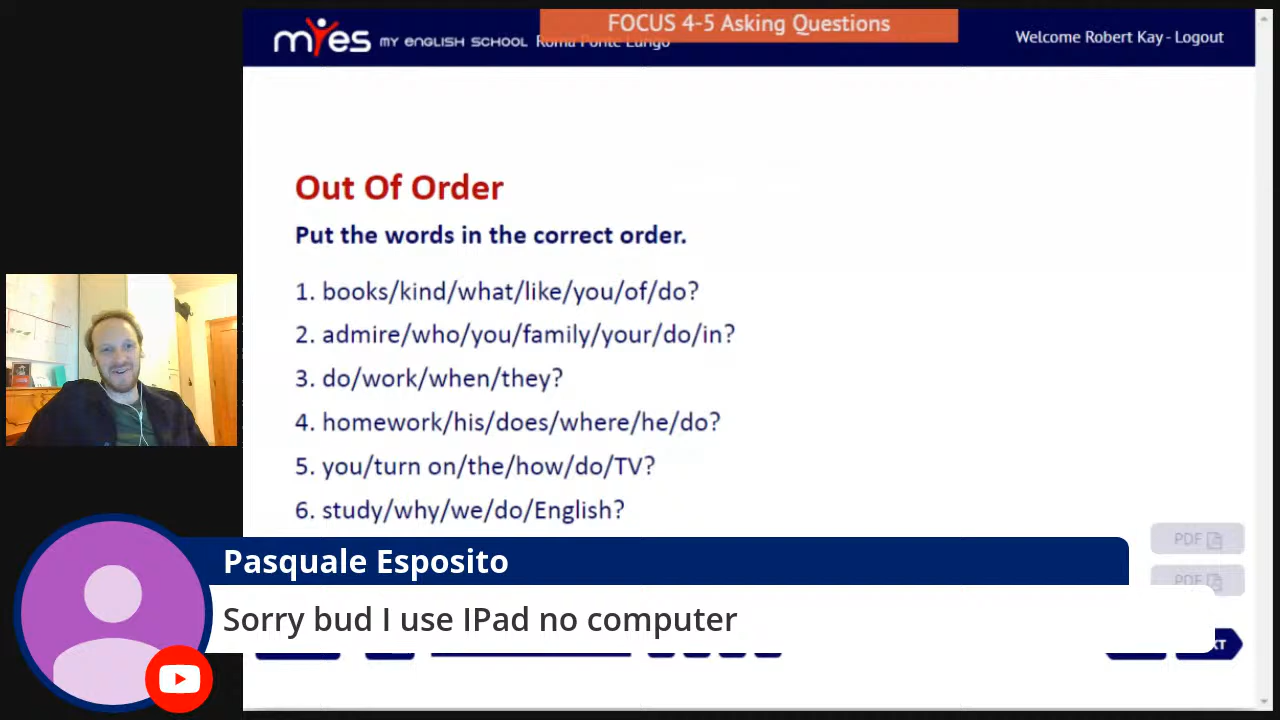 FOCUS 4-5 Asking Questions
myes MY ENGLISH SCHOOL Roma Ponte Lungo
Welcome Robert Kay - Logout
Out Of Order
Put the words in the correct order.
1. books/kind/what/like/you/of/do?
2. admire/who/you/family/your/do/in?
3. do/work/when/they?
4. homework/his/does/where/he/do?
5. you/turn on/the/how/do/TV?
6. study/why/we/do/English?
PDF
PDF
Pasquale Esposito
Sorry bud I use IPad no computer